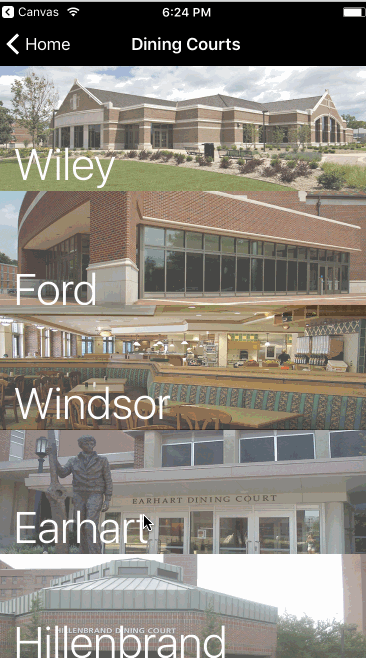 Canvas 6:24 PM
Home Dining Courts
Wiley
Ford
Windsor
EARHART DINING COURT
Earhart
HILLENBRAND DINING COURT
Hillenbrand